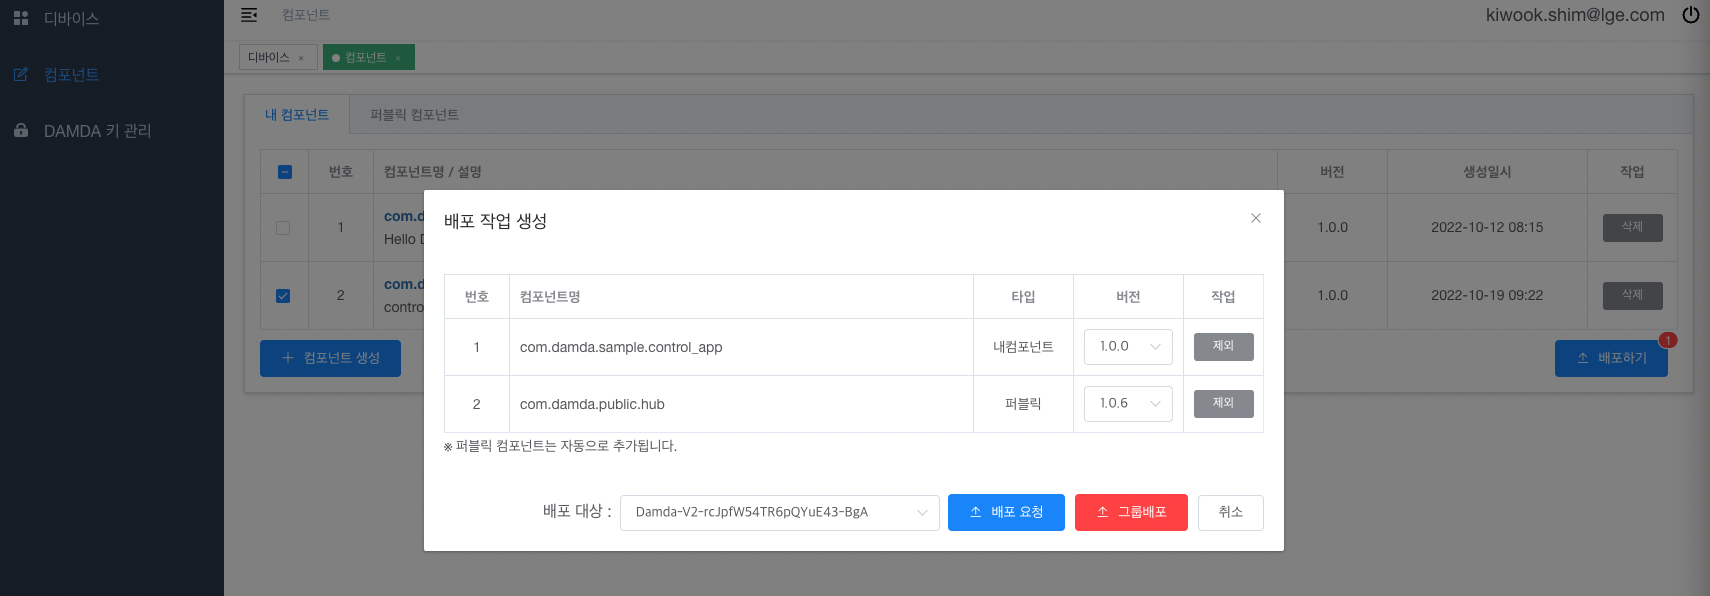 디바이스
컴포넌트
DAMDA 키 관리
컴포넌트
kiwook.shim@lge.com
디바이스 ×
컴포넌트 ×
내 컴포넌트
퍼블릭 컴포넌트
번호
컴포넌트명 / 설명
버전
생성일시
작업
1
com.d
Hello D
1.0.0
2022-10-12 08:15
삭제
2
com.d
contro
1.0.0
2022-10-19 09:22
삭제
+ 컴포넌트 생성
배포하기
1
배포 작업 생성
번호
컴포넌트명
타입
버전
작업
1
com.damda.sample.control_app
내컴포넌트
1.0.0
제외
2
com.damda.public.hub
퍼블릭
1.0.6
제외
※ 퍼블릭 컴포넌트는 자동으로 추가됩니다.
배포 대상 :
Damda-V2-rcJpfW54TR6pQYuE43-BgA
배포 요청
그룹배포
취소